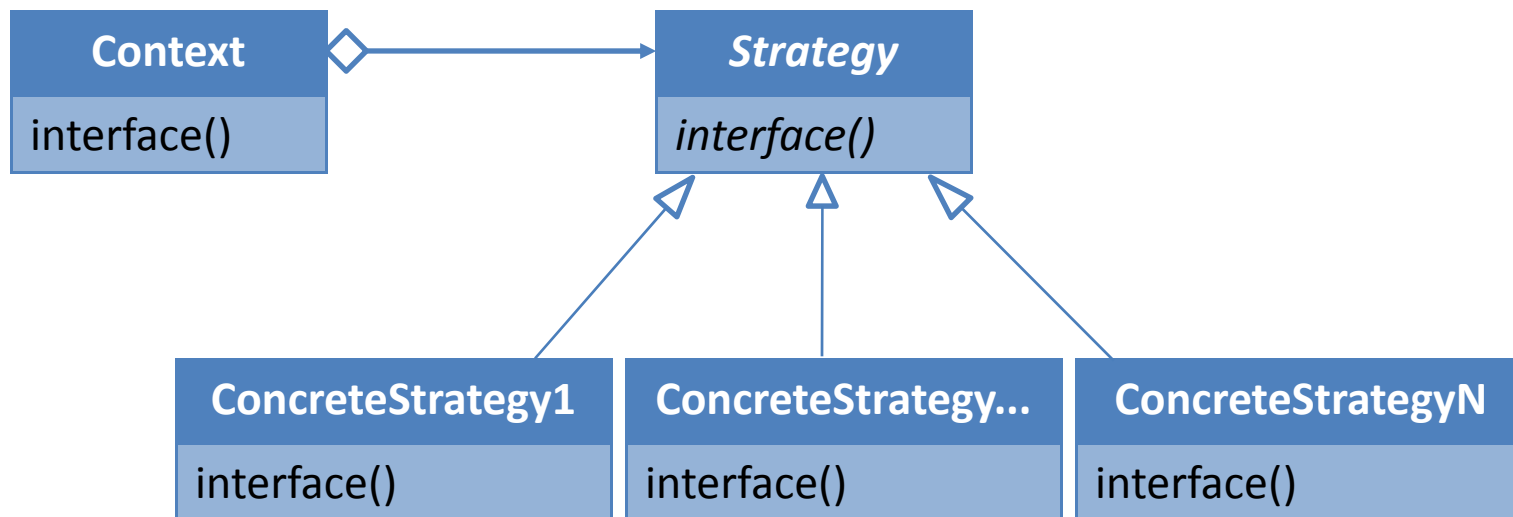 Context
interface()
Strategy
interface()
ConcreteStrategy1
interface()
ConcreteStrategy...
interface()
ConcreteStrategyN
interface()